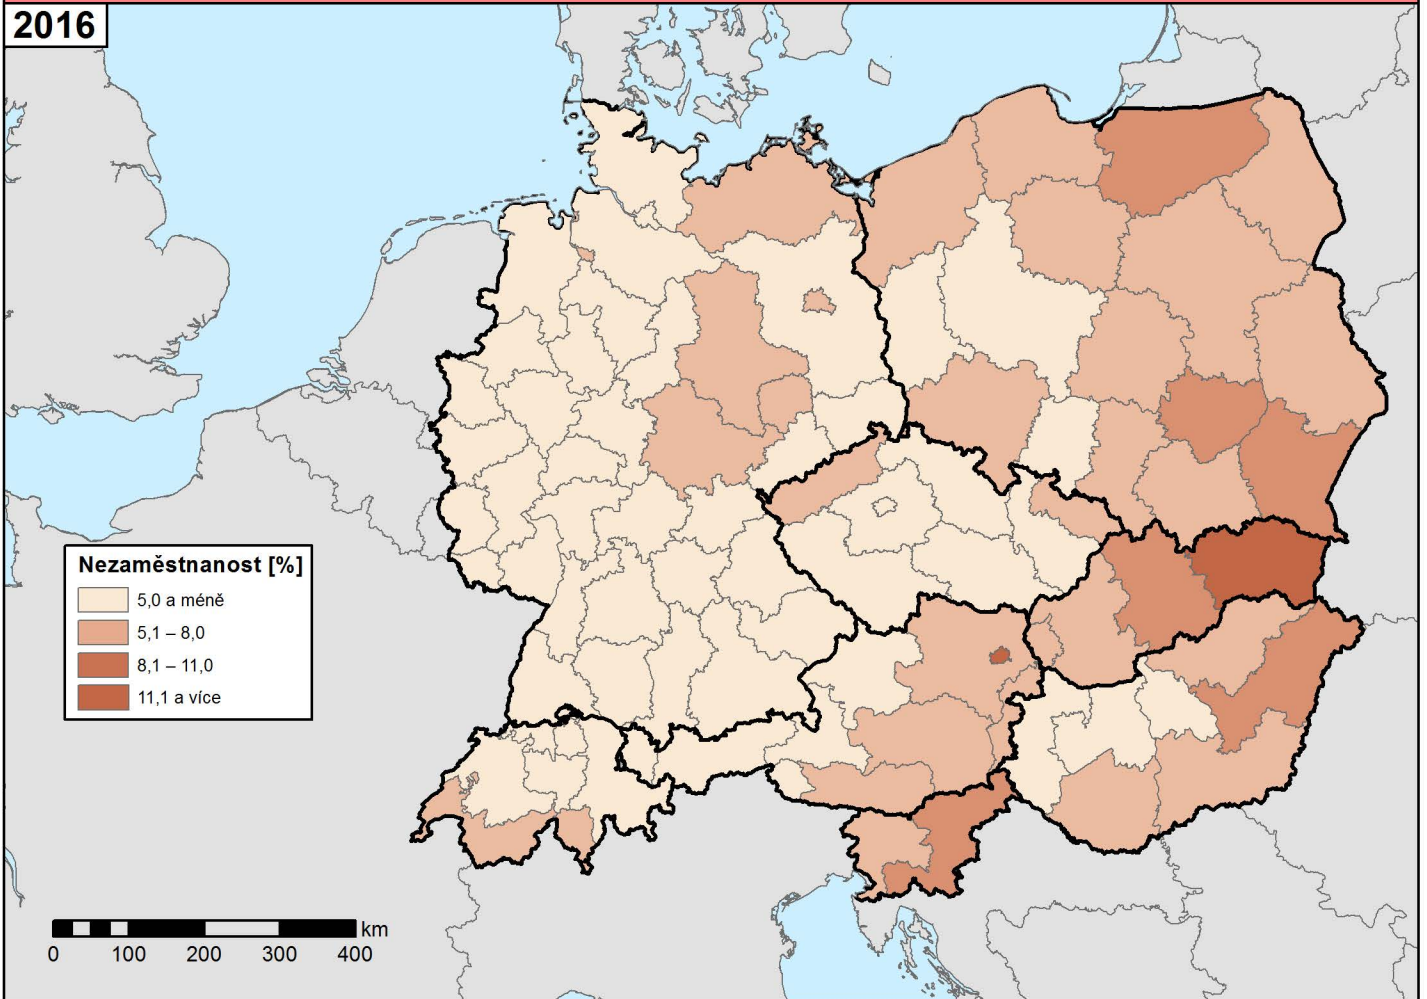 2016
Nezaměstnanost [%]
5,0 a méně
5,1 – 8,0
8,1 – 11,0
11,1 a více
km
0 100 200 300 400